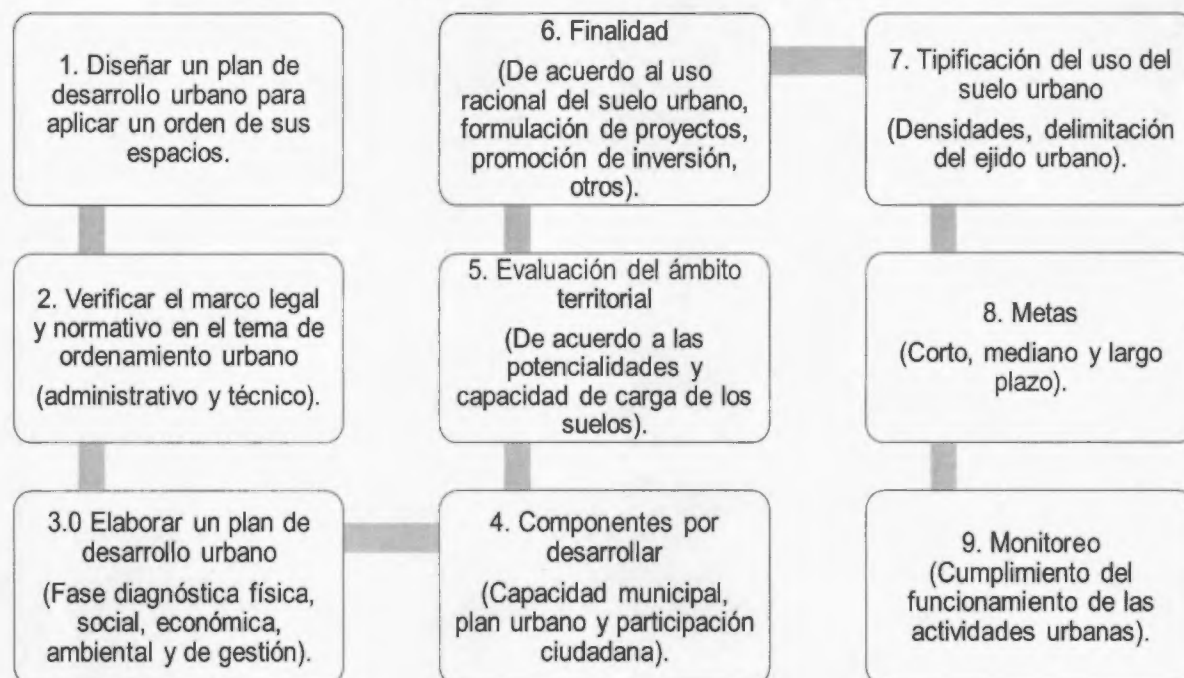 1. Diseñar un plan de
desarrollo urbano para
aplicar un orden de sus
espacios.
2. Verificar el marco legal
y normativo en el tema de
ordenamiento urbano
(administrativo y técnico).
3.0 Elaborar un plan de
desarrollo urbano
(Fase diagnóstica física,
social, económica,
ambiental y de gestión).
4. Componentes por
desarrollar
(Capacidad municipal,
plan urbano y participación
ciudadana).
5. Evaluación del ámbito
territorial
(De acuerdo a las
potencialidades y
capacidad de carga de los
suelos).
6. Finalidad
(De acuerdo al uso
racional del suelo urbano,
formulación de proyectos,
promoción de inversión,
otros).
7. Tipificación del uso del
suelo urbano
(Densidades, delimitación
del ejido urbano).
8. Metas
(Corto, mediano y largo
plazo).
9. Monitoreo
(Cumplimiento del
funcionamiento de las
actividades urbanas).